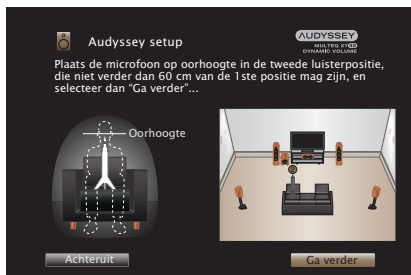 Audyssey setup
AUDYSSEY
MULTEQ XT32
DYNAMIC VOLUME
Plaats de microfoon op oorhoogte in de tweede luisterpositie,
die niet verder dan 60 cm van de 1ste positie mag zijn, en
selecteer dan “Ga verder”...
Oorhoogte
Achteruit
Ga verder